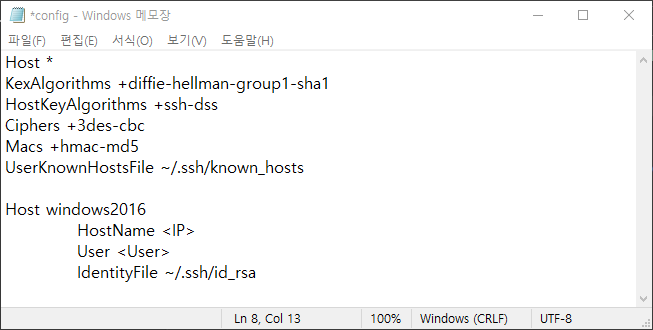 *config - Windows 메모장
파일(F) 편집(E) 서식(O) 보기(V) 도움말(H)
Host *
KexAlgorithms +diffie-hellman-group1-sha1
HostKeyAlgorithms +ssh-dss
Ciphers +3des-cbc
Macs +hmac-md5
UserKnownHostsFile ~/.ssh/known_hosts
Host windows2016
HostName <IP>
User <User>
IdentityFile ~/.ssh/id_rsa
Ln 8, Col 13 100% Windows (CRLF) UTF-8